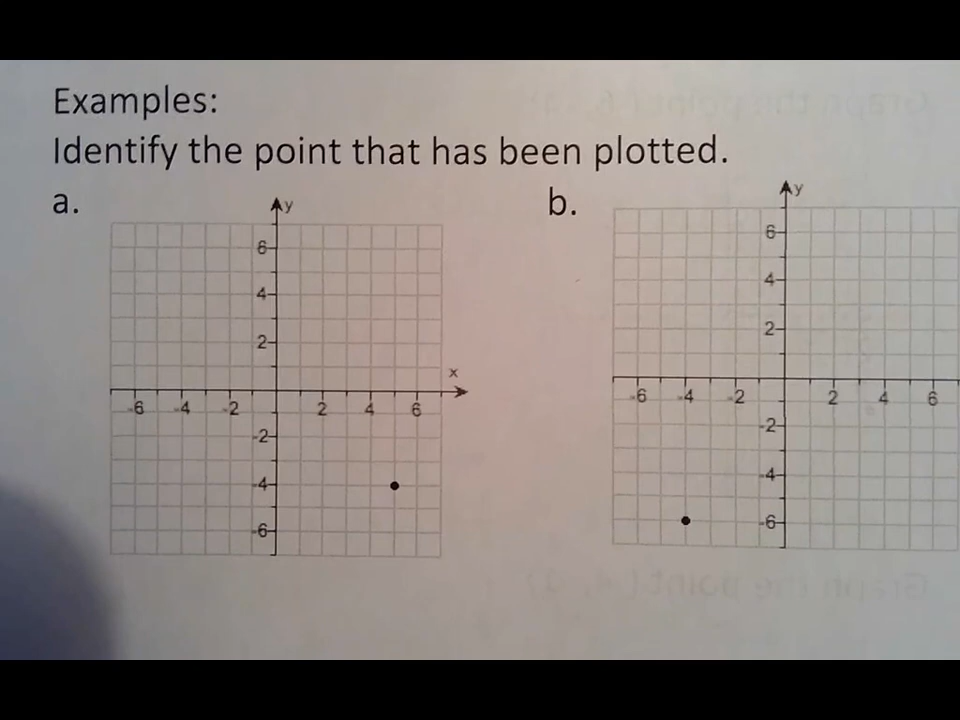 Examples:
Identify the point that has been plotted.
a.
y
6
4
2
x
-6 -4 -2 2 4 6
-2
-4
-6
b.
y
6
4
2
-6 -4 -2 2 4 6
-2
-4
-6